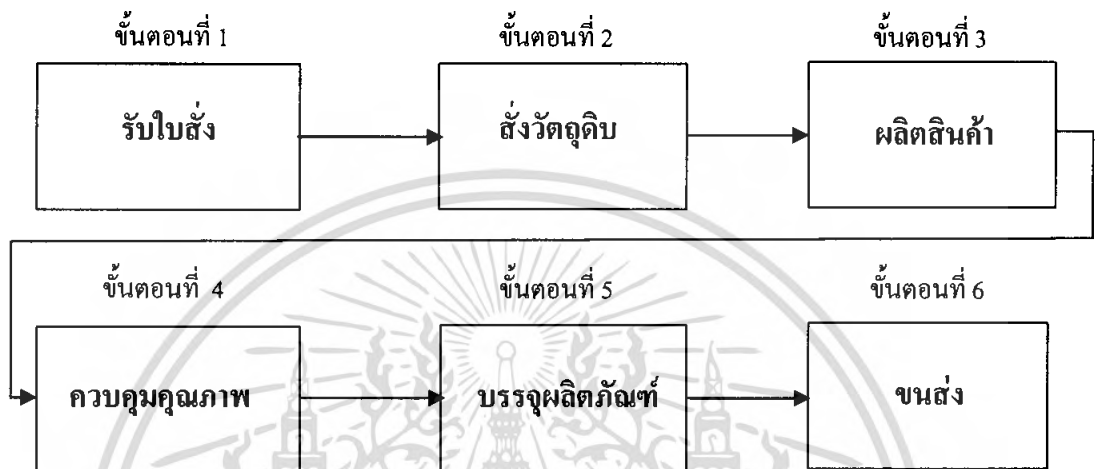 ขั้นตอนที่ 1
ขั้นตอนที่ 2
ขั้นตอนที่ 3
รับใบสั่ง
สั่งวัตถุดิบ
ผลิตสินค้า
ขั้นตอนที่ 4
ขั้นตอนที่ 5
ขั้นตอนที่ 6
ควบคุมคุณภาพ
บรรจุผลิตภัณฑ์
ขนส่ง